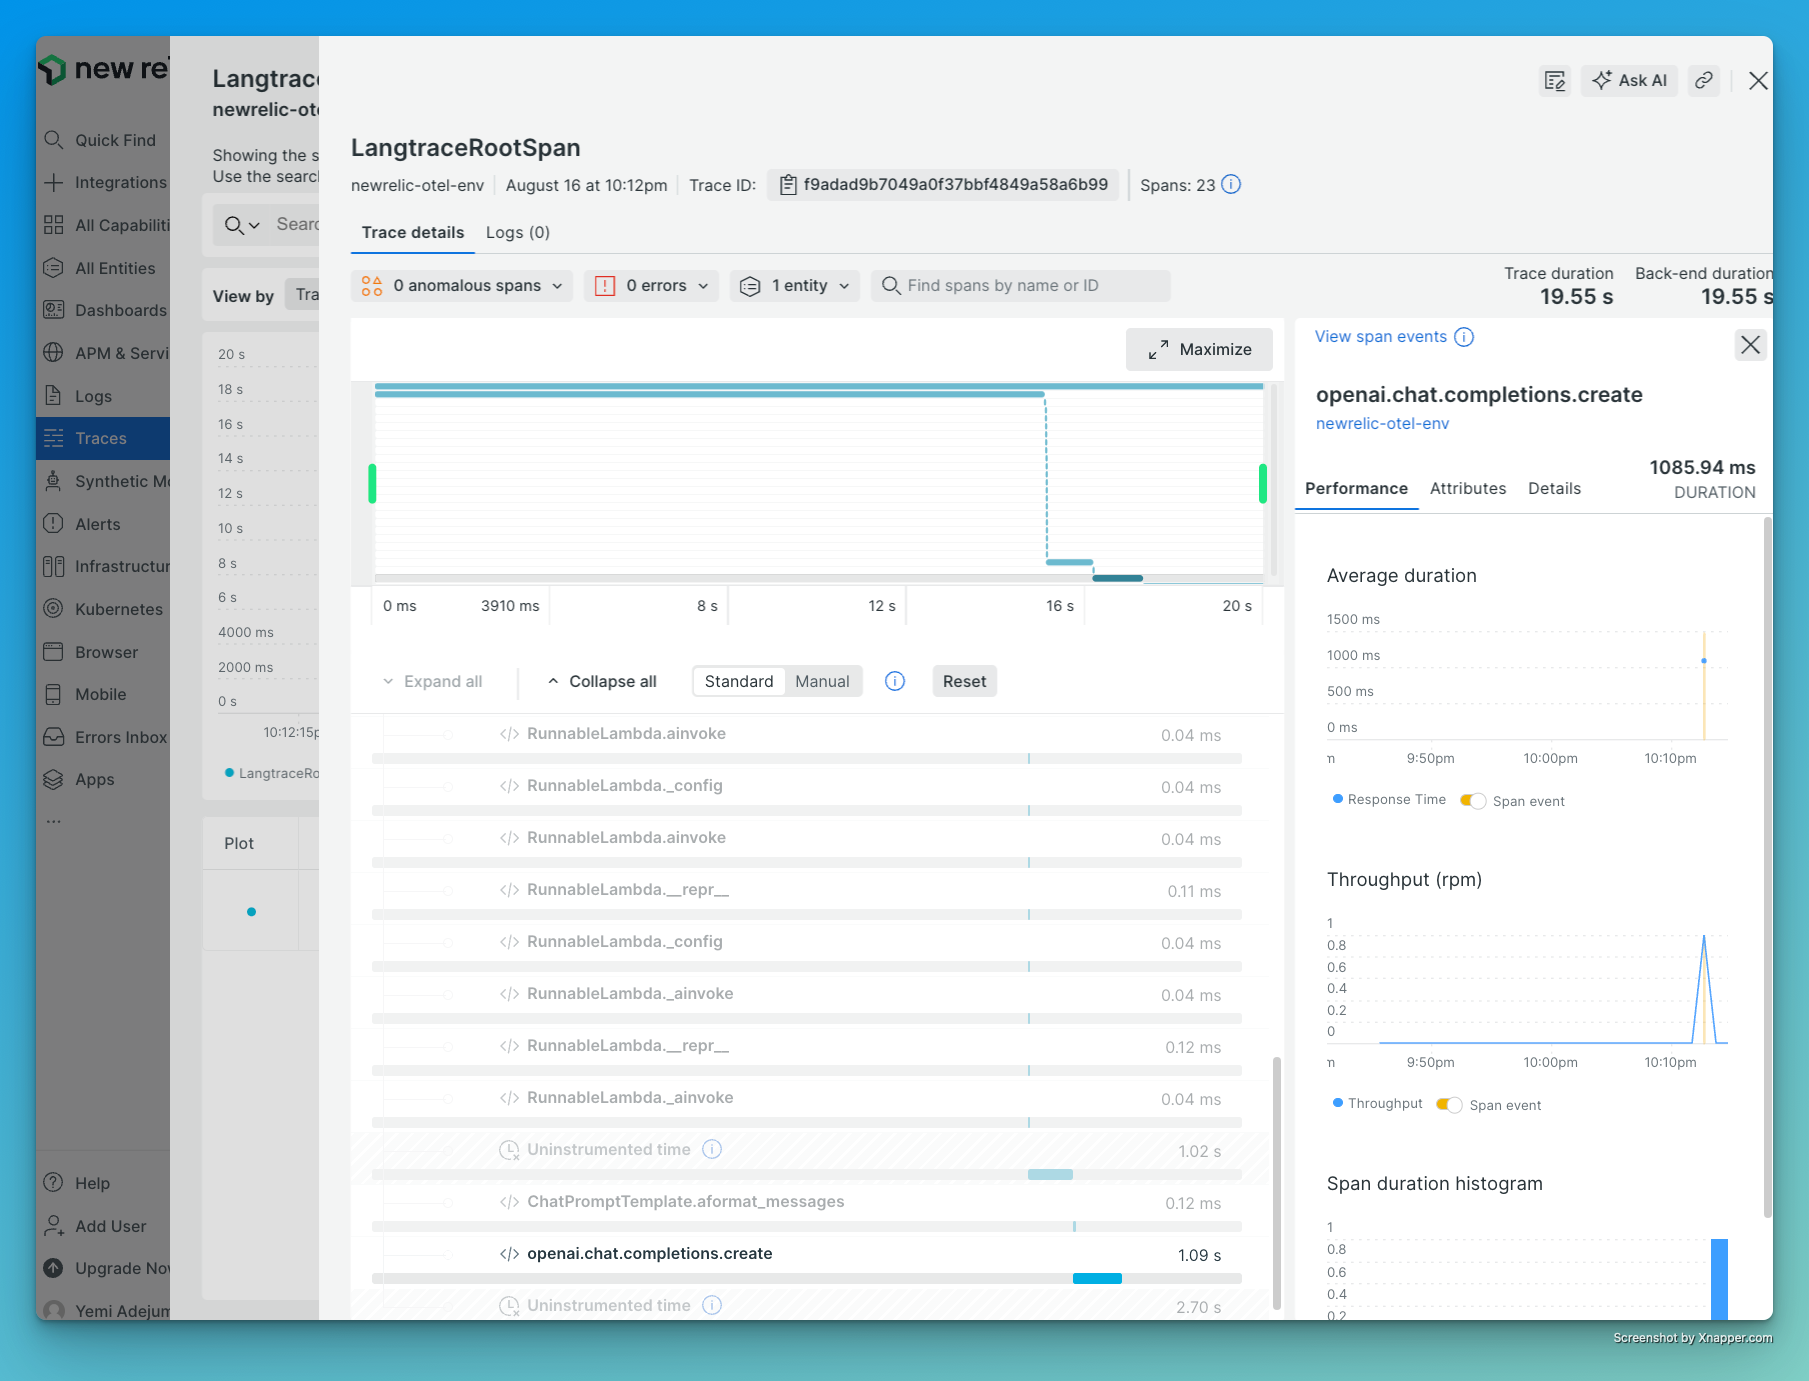 new re
Quick Find
Integrations
All Capabiliti
All Entities
Dashboards
APM & Servi
Logs
Traces
Synthetic Mo
Alerts
Infrastructur
Kubernetes
Browser
Mobile
Errors Inbox
Apps
...
Help
Add User
Upgrade Nov
Yemi Adejum
Langtrace
newrelic-ote
Showing the s
Use the search
Searc
View by
Tra
20 s
18 s
16 s
14 s
12 s
10 s
8 s
6 s
4000 ms
2000 ms
0 s
10:12:15p
LangtraceRo
Plot
Ask AI
LangtraceRootSpan
newrelic-otel-env
August 16 at 10:12pm
Trace ID:
f9adad9b7049a0f37bbf4849a58a6b99
Spans: 23
Trace details
Logs (0)
0 anomalous spans
0 errors
1 entity
Find spans by name or ID
Trace duration
19.55 s
Back-end duration
19.55 s
Maximize
0 ms
3910 ms
8 s
12 s
16 s
20 s
Expand all
Collapse all
Standard
Manual
Reset
RunnableLambda.ainvoke
0.04 ms
RunnableLambda._config
0.04 ms
RunnableLambda.ainvoke
0.04 ms
RunnableLambda.__repr__
0.11 ms
RunnableLambda._config
0.04 ms
RunnableLambda._ainvoke
0.04 ms
RunnableLambda.__repr__
0.12 ms
RunnableLambda._ainvoke
0.04 ms
Uninstrumented time
1.02 s
ChatPromptTemplate.aformat_messages
0.12 ms
openai.chat.completions.create
1.09 s
Uninstrumented time
2.70 s
View span events
openai.chat.completions.create
newrelic-otel-env
1085.94 ms
DURATION
Performance
Attributes
Details
Average duration
1500 ms
1000 ms
500 ms
0 ms
m
9:50pm
10:00pm
10:10pm
Response Time
Span event
Throughput (rpm)
1
0.8
0.6
0.4
0.2
0
m
9:50pm
10:00pm
10:10pm
Throughput
Span event
Span duration histogram
1
0.8
0.6
0.4
0.2
Screenshot by Xnapper.com